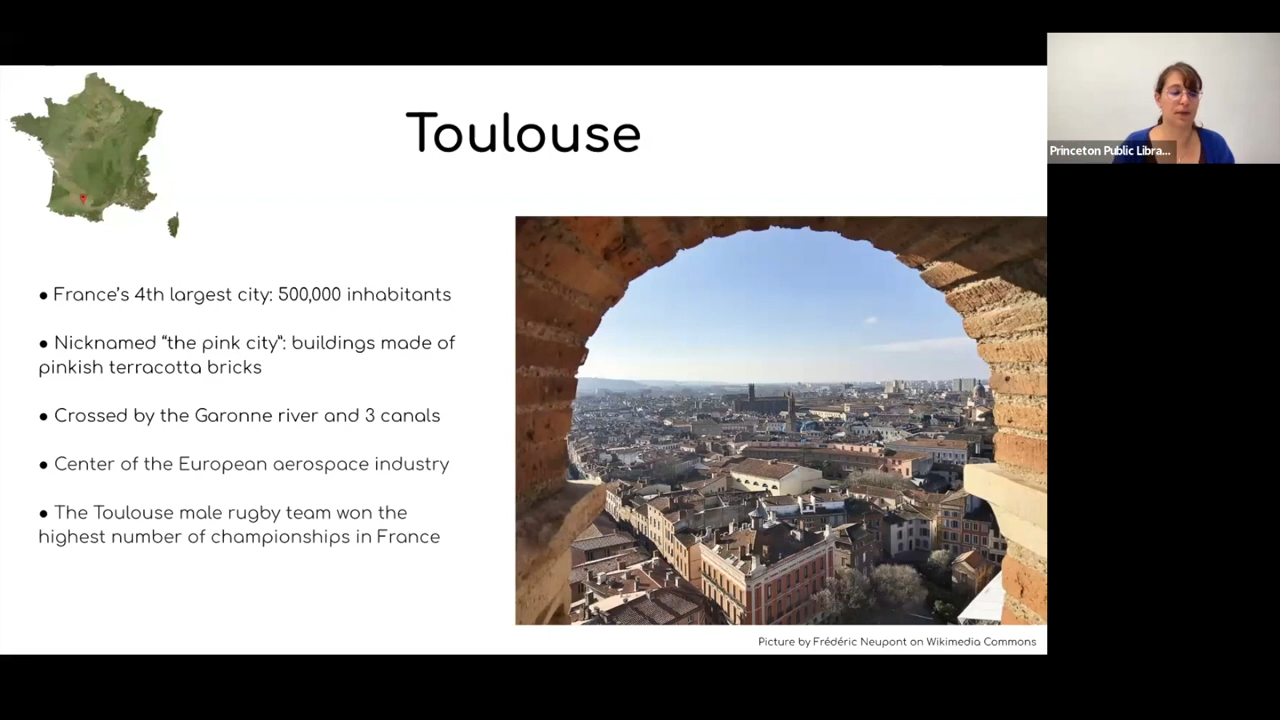 Toulouse
Princeton Public Libra...
● France’s 4th largest city: 500,000 inhabitants
● Nicknamed “the pink city”: buildings made of
pinkish terracotta bricks
● Crossed by the Garonne river and 3 canals
● Center of the European aerospace industry
● The Toulouse male rugby team won the
highest number of championships in France
Picture by Frédéric Neupont on Wikimedia Commons